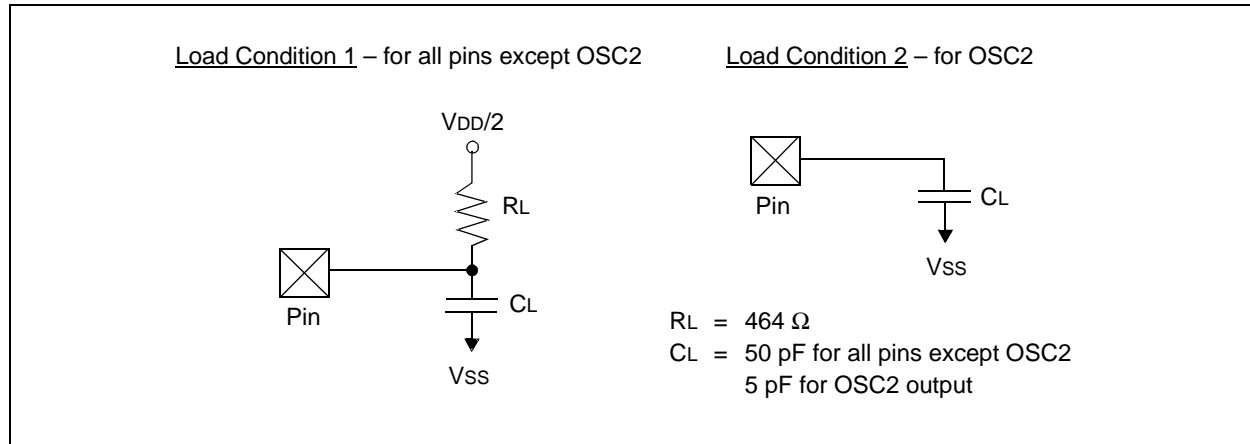 Load Condition 1 – for all pins except OSC2
VDD/2
RL
Pin
CL
VSS
Load Condition 2 – for OSC2
Pin
CL
VSS
RL = 464 Ω
CL = 50 pF for all pins except OSC2
5 pF for OSC2 output